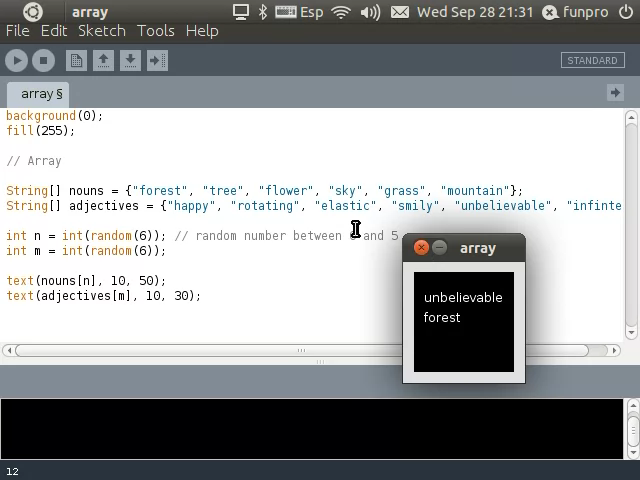 array Esp Wed Sep 28 21:31 funpro
File Edit Sketch Tools Help
STANDARD
array §
background(0);
fill(255);
// Array
String[] nouns = {"forest", "tree", "flower", "sky", "grass", "mountain"};
String[] adjectives = {"happy", "rotating", "elastic", "smily", "unbelievable", "infinte
int n = int(random(6)); // random number between and 5
int m = int(random(6));
text(nouns[n], 10, 50);
text(adjectives[m], 10, 30);
array
unbelievable
forest
12